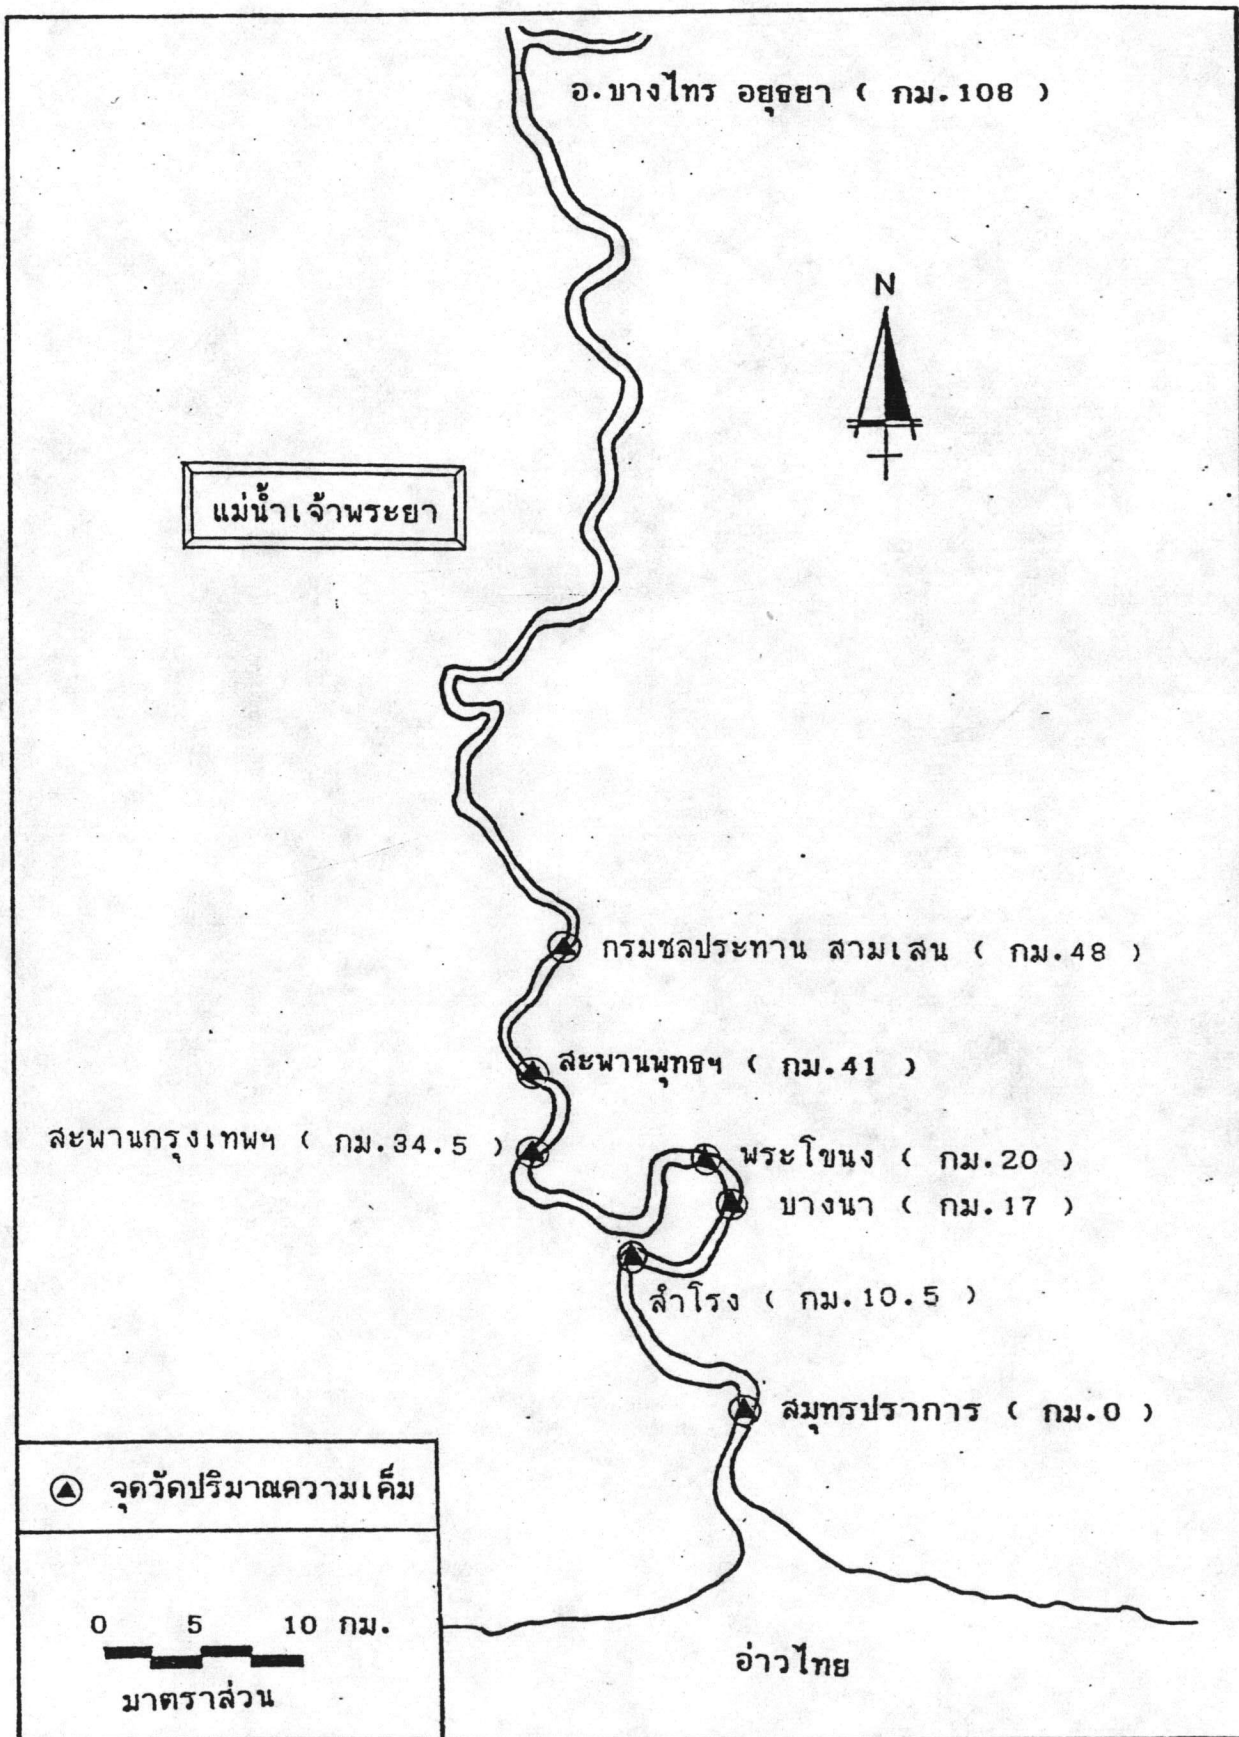 อ.บางไทร อยุธยา ( กม.108 )
N
แม่น้ำเจ้าพระยา
กรมชลประทาน สามเสน ( กม.48 )
สะพานพุทธฯ ( กม.41 )
สะพานกรุงเทพฯ ( กม.34.5 )
พระโขนง ( กม.20 )
บางนา ( กม.17 )
สำโรง ( กม.10.5 )
สมุทรปราการ ( กม.0 )
จุดวัดปริมาณความเค็ม
0 5 10 กม.
มาตราส่วน
อ่าวไทย